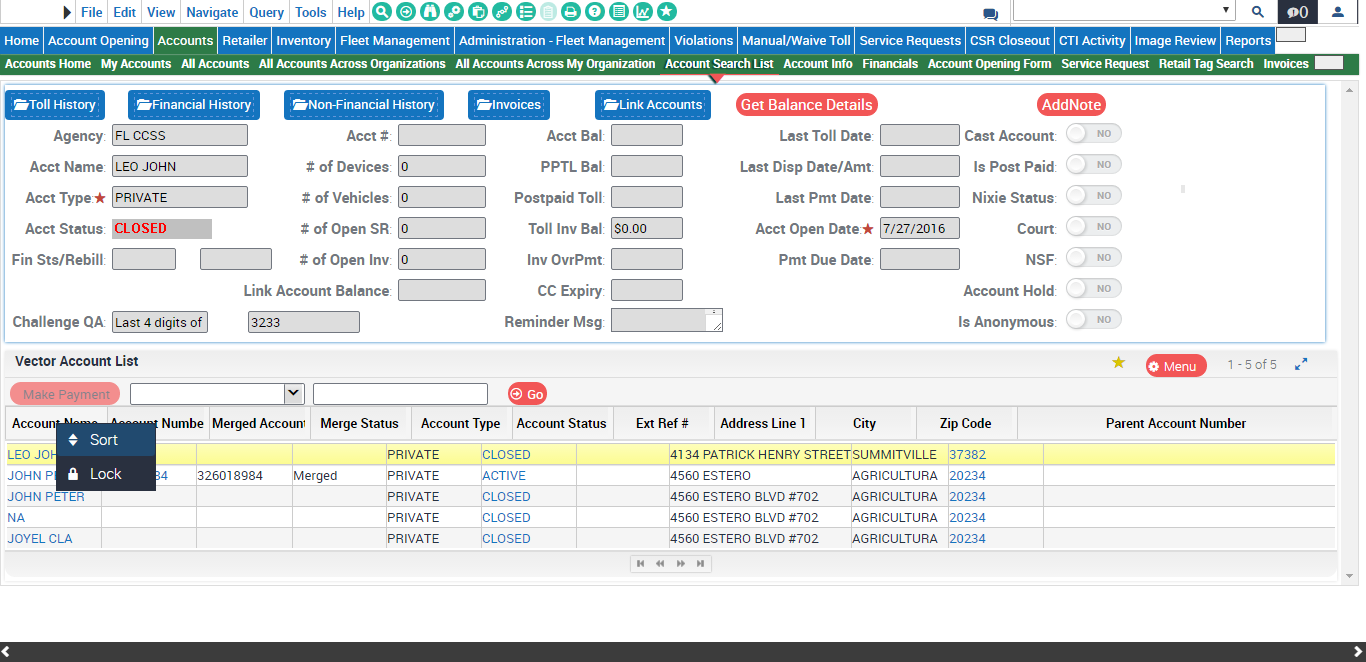 File Edit View Navigate Query Tools Help 0
Home Account Opening Accounts Retailer Inventory Fleet Management Administration - Fleet Management Violations Manual/Waive Toll Service Requests CSR Closeout CTI Activity Image Review Reports
Accounts Home My Accounts All Accounts All Accounts Across Organizations All Accounts Across My Organization Account Search List Account Info Financials Account Opening Form Service Request Retail Tag Search Invoices
Toll History Financial History Non-Financial History Invoices Link Accounts Get Balance Details AddNote
Agency: FL CCSS Acct #: Acct Bal: Last Toll Date: Cast Account: NO
Acct Name: LEO JOHN # of Devices: 0 PPTL Bal: Last Disp Date/Amt: Is Post Paid: NO
Acct Type:★ PRIVATE # of Vehicles: 0 Postpaid Toll: Last Pmt Date: Nixie Status: NO
Acct Status: CLOSED # of Open SR: 0 Toll Inv Bal: $0.00 Acct Open Date:★ 7/27/2016 Court: NO
Fin Sts/Rebill: # of Open Inv: 0 Inv OvrPmt: Pmt Due Date: NSF: NO
Link Account Balance: CC Expiry: Account Hold: NO
Challenge QA: Last 4 digits of 3233 Reminder Msg: Is Anonymous: NO
Vector Account List Menu 1 - 5 of 5
Make Payment Go
Account Name Account Numbe Merged Account Merge Status Account Type Account Status Ext Ref # Address Line 1 City Zip Code Parent Account Number
Sort
Lock
LEO JOH PRIVATE CLOSED 4134 PATRICK HENRY STREET SUMMITVILLE 37382
JOHN P 84 326018984 Merged PRIVATE ACTIVE 4560 ESTERO AGRICULTURA 20234
JOHN PETER PRIVATE CLOSED 4560 ESTERO BLVD #702 AGRICULTURA 20234
NA PRIVATE CLOSED 4560 ESTERO BLVD #702 AGRICULTURA 20234
JOYEL CLA PRIVATE CLOSED 4560 ESTERO BLVD #702 AGRICULTURA 20234